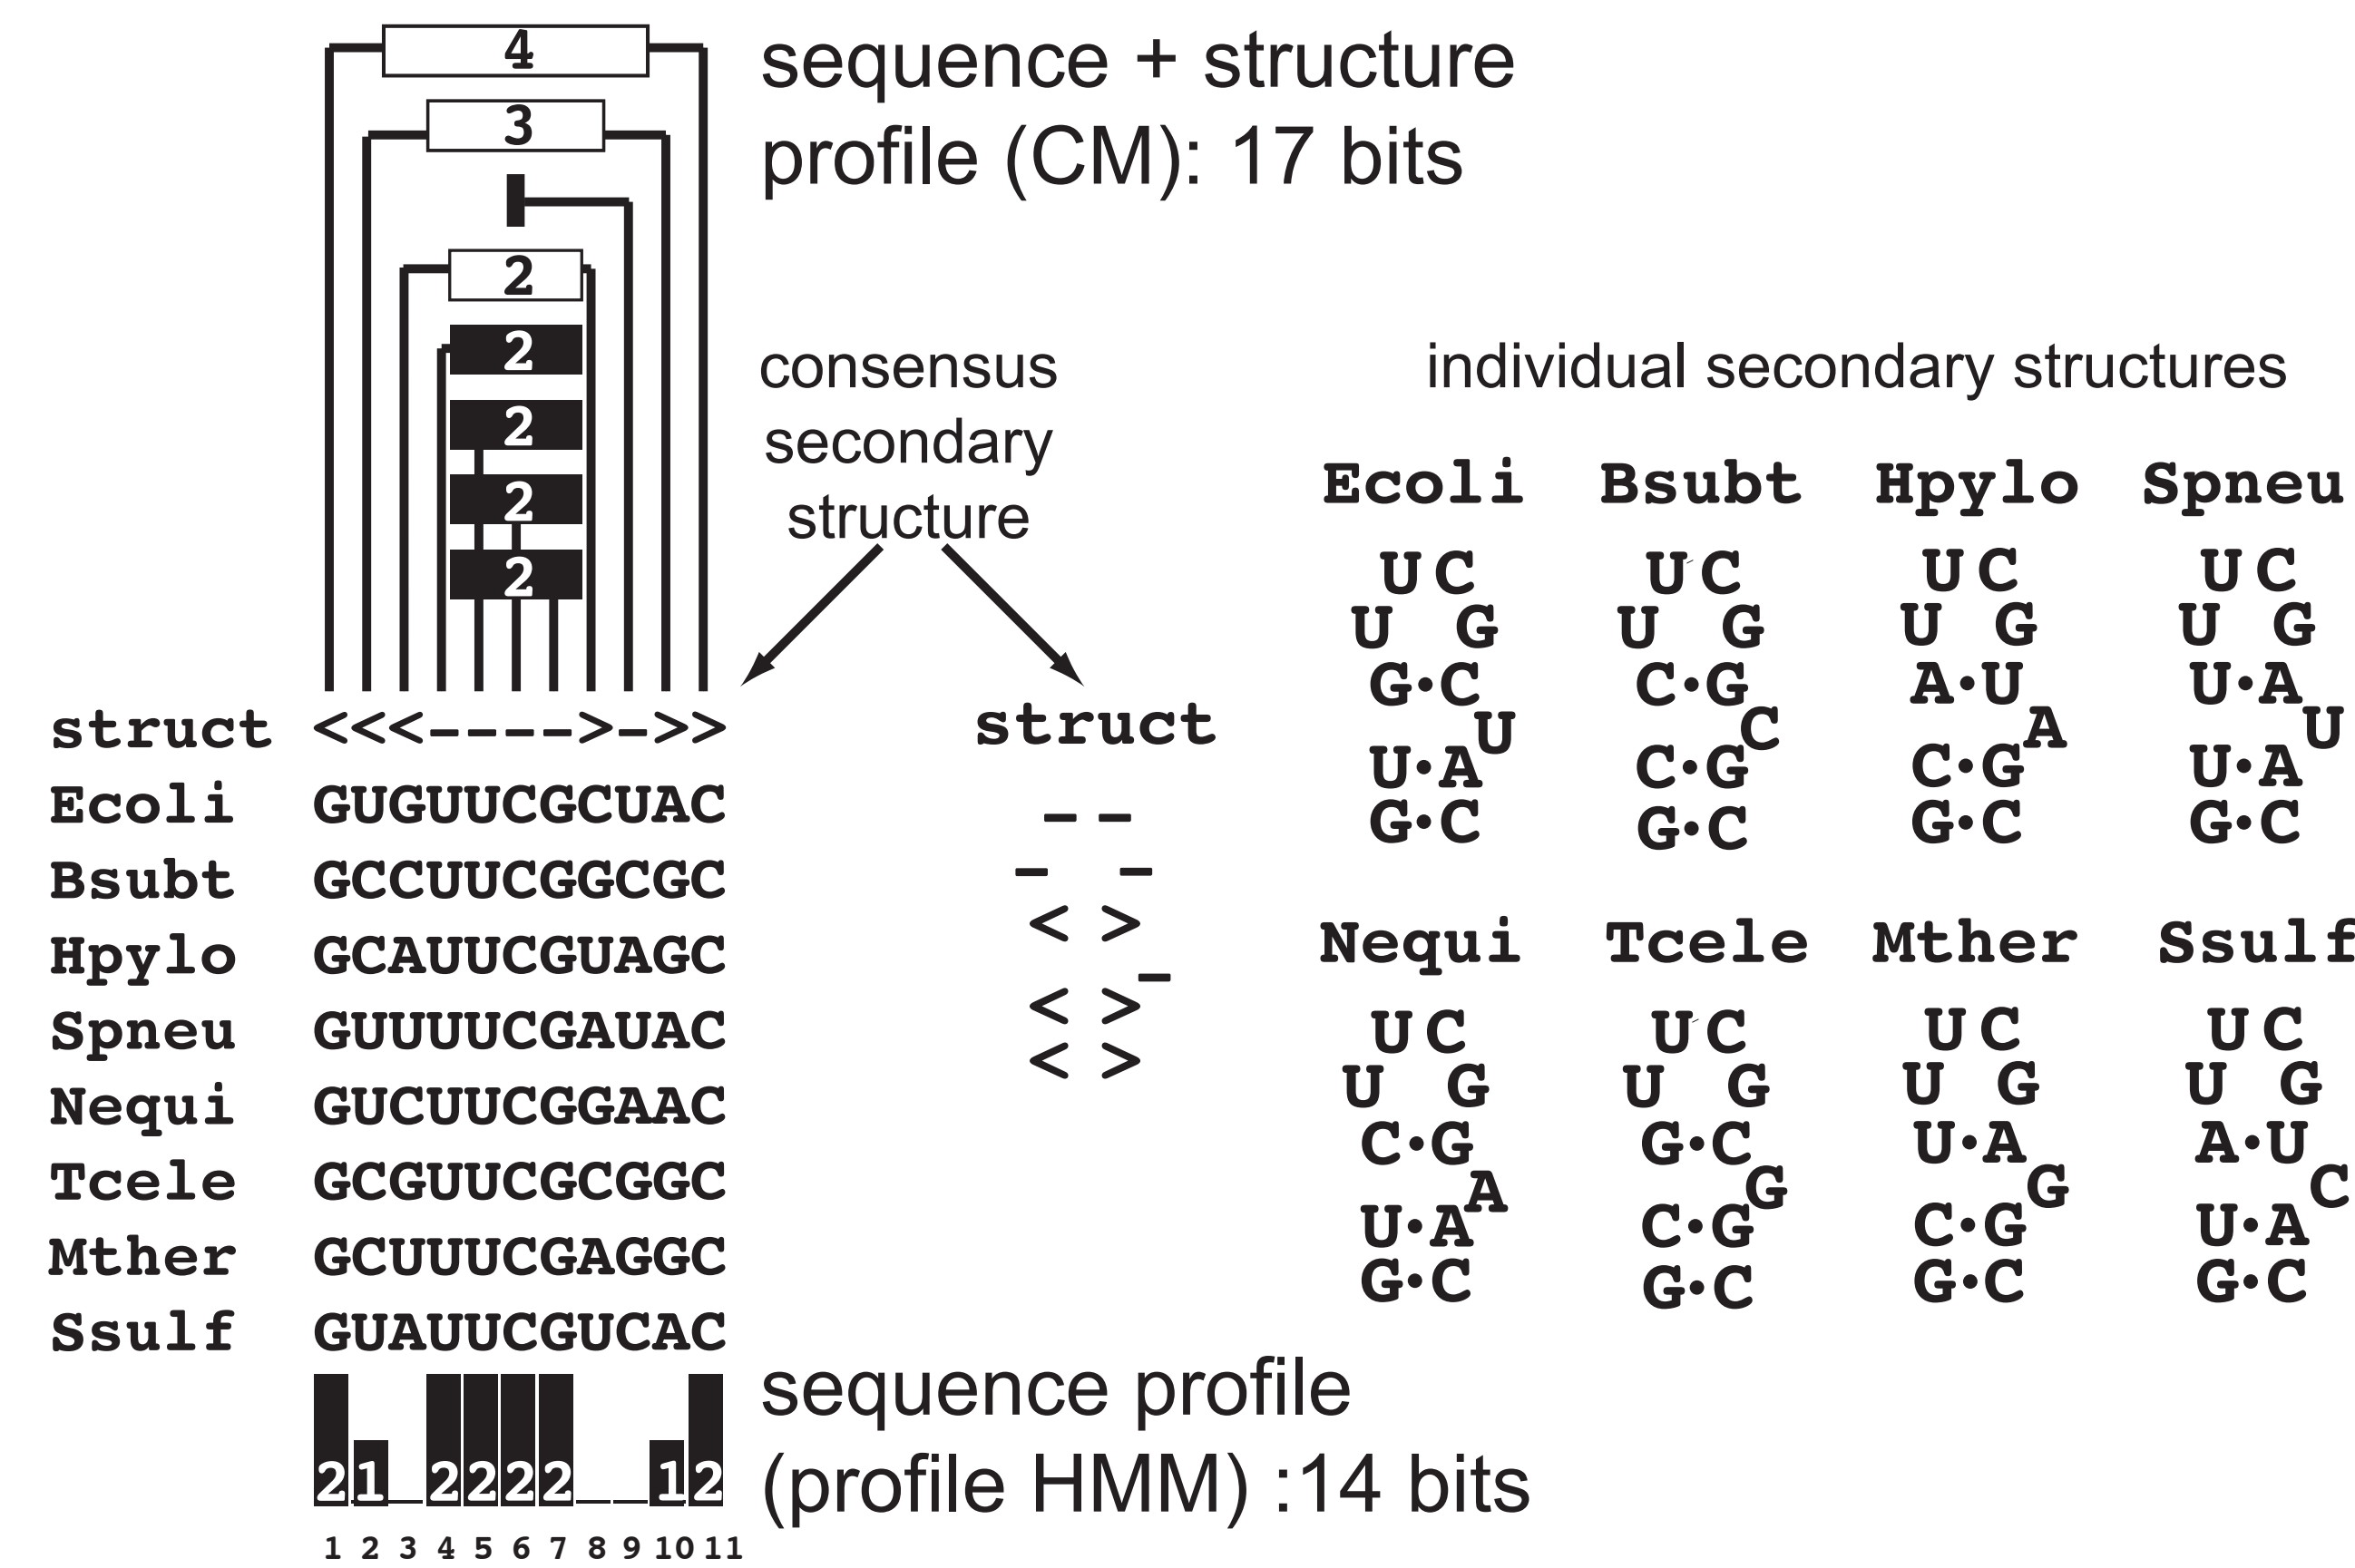 4
3
2
2
2
2
2
sequence + structure
profile (CM): 17 bits
consensus
secondary
structure
struct <<<---->->>
Ecoli GUGUUCGCUAC
Bsubt GCCUUCGGCGC
Hpylo GCAUUCGUAGC
Spneu GUUUUCGAUAC
Nequi GUCUUCGGAAC
Tcele GCGUUCGCGGC
Mther GCUUUCGAGGC
Ssulf GUAUUCGUCAC
2 1 2 2 2 2 1 2
1 2 3 4 5 6 7 8 9 10 11
sequence profile
(profile HMM) :14 bits
struct
- -
- -
< >
-
< >
< >
individual secondary structures
Ecoli Bsubt Hpylo Spneu
UC UC UC UC
U G U G U G U G
G•C C•G A•U U•A
U C A U
U•A C•G C•G U•A
G•C G•C G•C G•C
Nequi Tcele Mther Ssulf
UC UC UC UC
U G U G U G U G
C•G G•C U•A A•U
A G G C
U•A C•G C•G U•A
G•C G•C G•C G•C